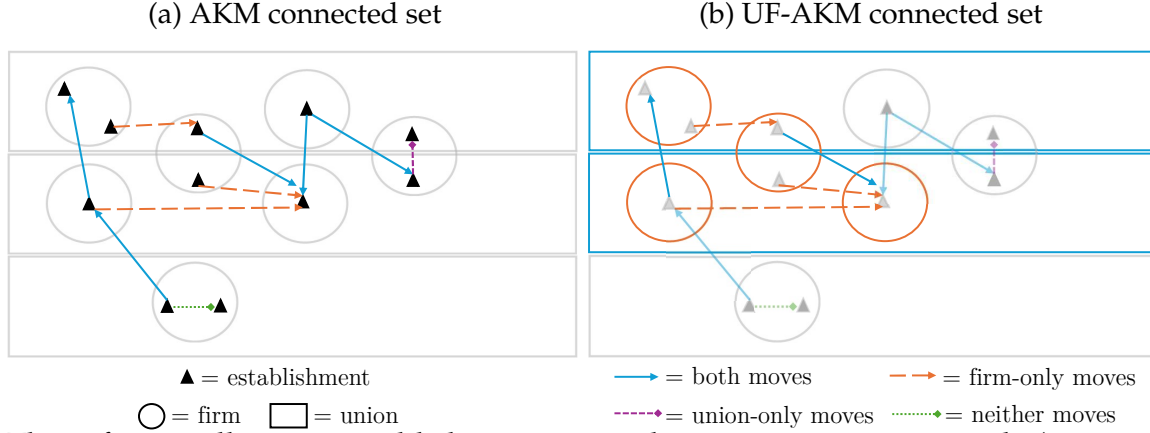 (a) AKM connected set
(b) UF-AKM connected set
▲ = establishment
= firm
= union
= both moves
= firm-only moves
= union-only moves
= neither moves